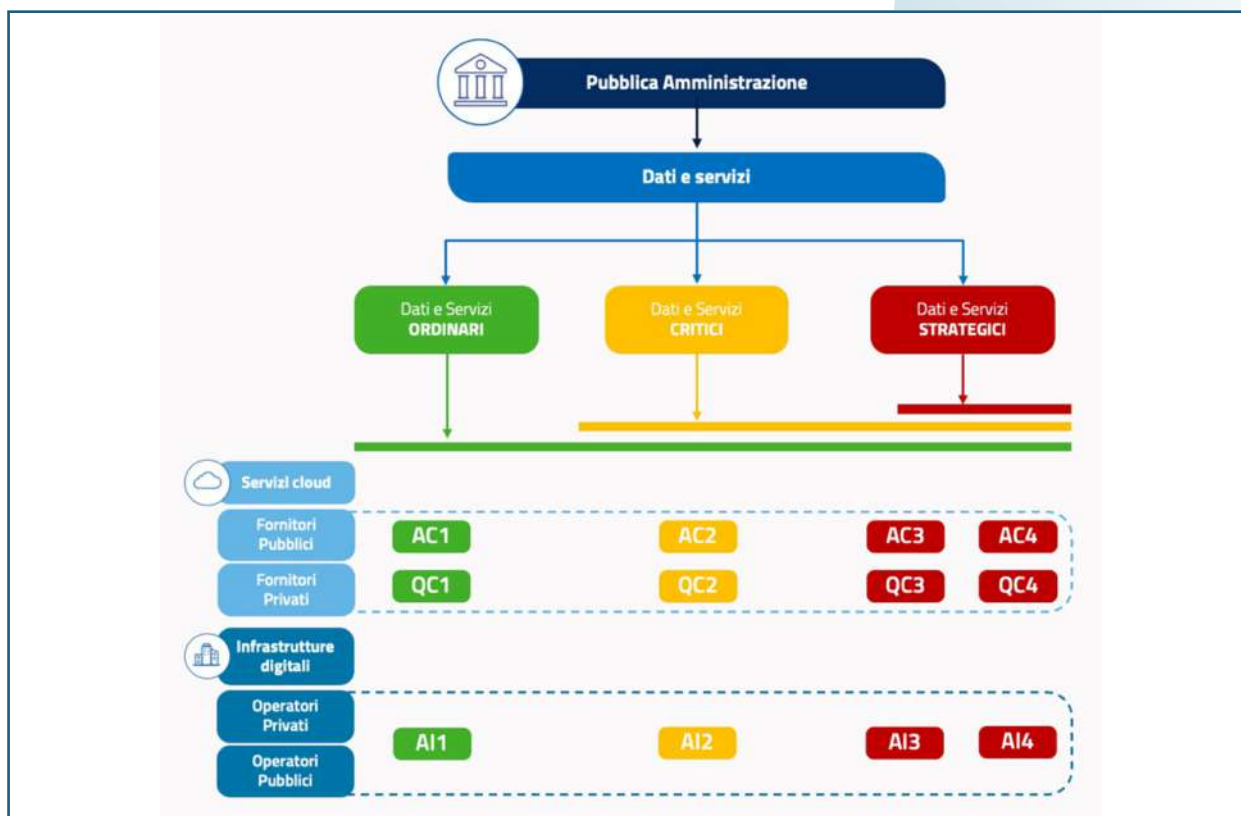 Pubblica Amministrazione
Dati e servizi
Dati e Servizi
ORDINARI
Dati e Servizi
CRITICI
Dati e Servizi
STRATEGICI
Servizi cloud
Fornitori
Pubblici
AC1
AC2
AC3
AC4
Fornitori
Privati
QC1
QC2
QC3
QC4
Infrastrutture
digitali
Operatori
Privati
Operatori
Pubblici
AI1
AI2
AI3
AI4